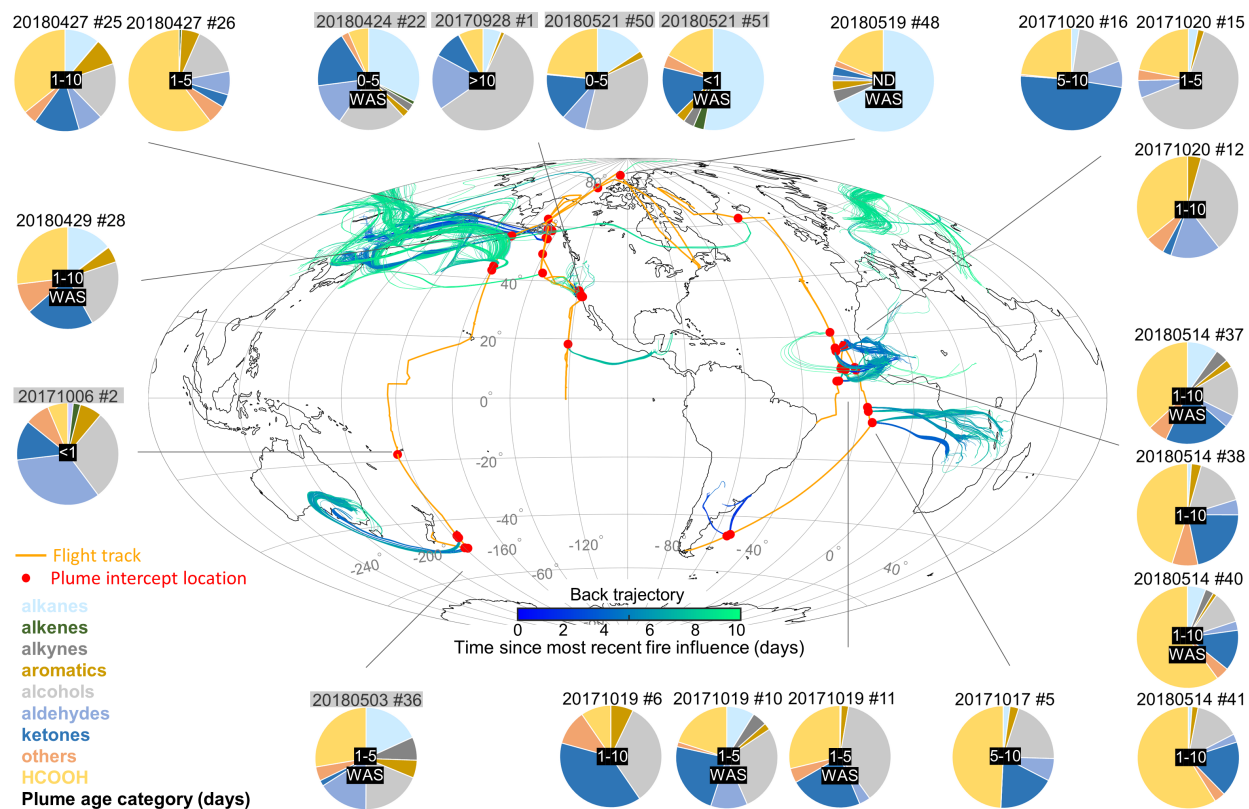 20180427 #25
20180427 #26
20180424 #22
20170928 #1
20180521 #50
20180521 #51
20180519 #48
20171020 #16
20171020 #15
1-10
1-5
0-5
WAS
>10
0-5
<1
WAS
ND
WAS
5-10
1-5
20171020 #12
1-10
20180429 #28
1-10
WAS
20180514 #37
1-10
WAS
20171006 #2
<1
20180514 #38
1-10
80°
40°
20°
0°
-20°
-40°
-60°
-80°
-240°
-200°
-160°
-120°
-80°
-40°
40°
Flight track
Plume intercept location
alkanes
alkenes
alkynes
aromatics
alcohols
aldehydes
ketones
others
HCOOH
Plume age category (days)
Back trajectory
0 2 4 6 8 10
Time since most recent fire influence (days)
20180514 #40
1-10
WAS
20180503 #36
1-5
WAS
20171019 #6
1-10
20171019 #10
1-5
WAS
20171019 #11
1-5
WAS
20171017 #5
5-10
20180514 #41
1-10